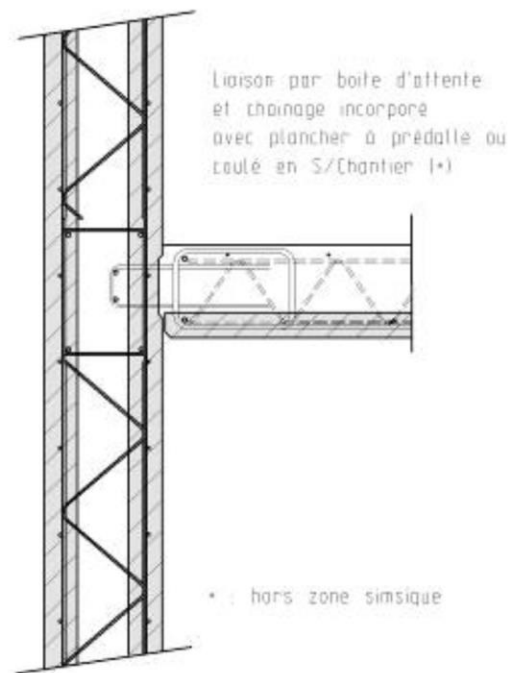 Liaison par boite d'attente
et chainage incorporé
avec plancher à prédalle ou
coulé en S/Chantier (*)
* : hors zone simsique